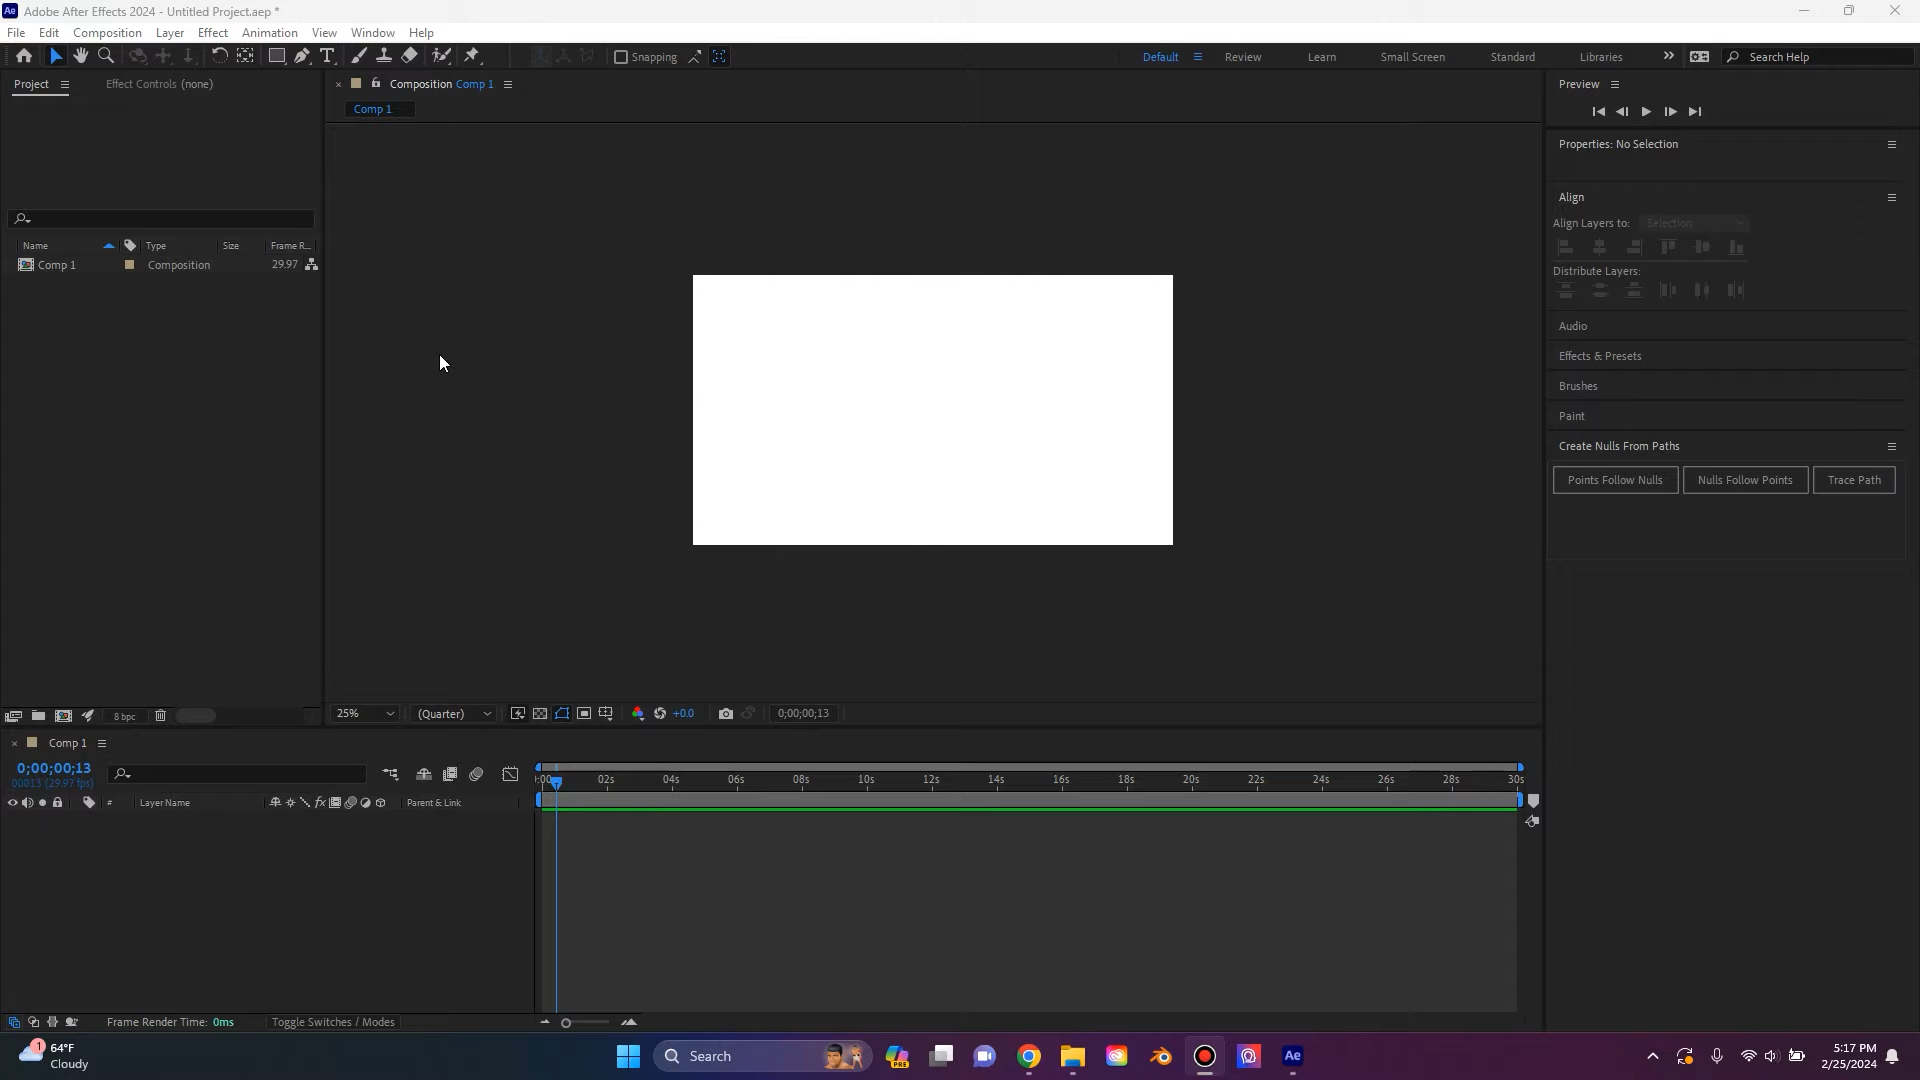 Ae Adobe After Effects 2024 - Untitled Project.aep *
File Edit Composition Layer Effect Animation View Window Help
T Snapping Default Review Learn Small Screen Standard Libraries » Search Help
Project Effect Controls (none)
× Composition Comp 1
Comp 1
Name Type Size Frame R...
Comp 1 Composition 29.97
8 bpc
25% (Quarter) +0.0 0;00;00;13
Preview
Properties: No Selection
Align
Align Layers to: Selection
Distribute Layers:
Audio
Effects & Presets
Brushes
Paint
Create Nulls From Paths
Points Follow Nulls Nulls Follow Points Trace Path
× Comp 1
0;00;00;13
00013 (29.97 fps)
# Layer Name fx Parent & Link
:00 02s 04s 06s 08s 10s 12s 14s 16s 18s 20s 22s 24s 26s 28s 30s
Frame Render Time: 0ms Toggle Switches / Modes
1 64°F
Cloudy
Search PRE Ae
5:17 PM
2/25/2024